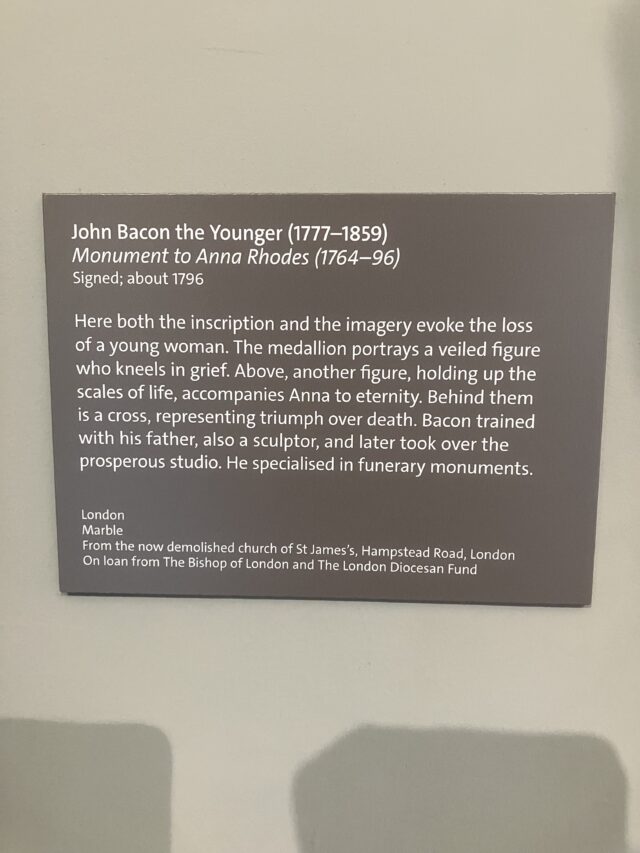 John Bacon the Younger (1777–1859)
Monument to Anna Rhodes (1764–96)
Signed; about 1796
Here both the inscription and the imagery evoke the loss
of a young woman. The medallion portrays a veiled figure
who kneels in grief. Above, another figure, holding up the
scales of life, accompanies Anna to eternity. Behind them
is a cross, representing triumph over death. Bacon trained
with his father, also a sculptor, and later took over the
prosperous studio. He specialised in funerary monuments.
London
Marble
From the now demolished church of St James's, Hampstead Road, London
On loan from The Bishop of London and The London Diocesan Fund